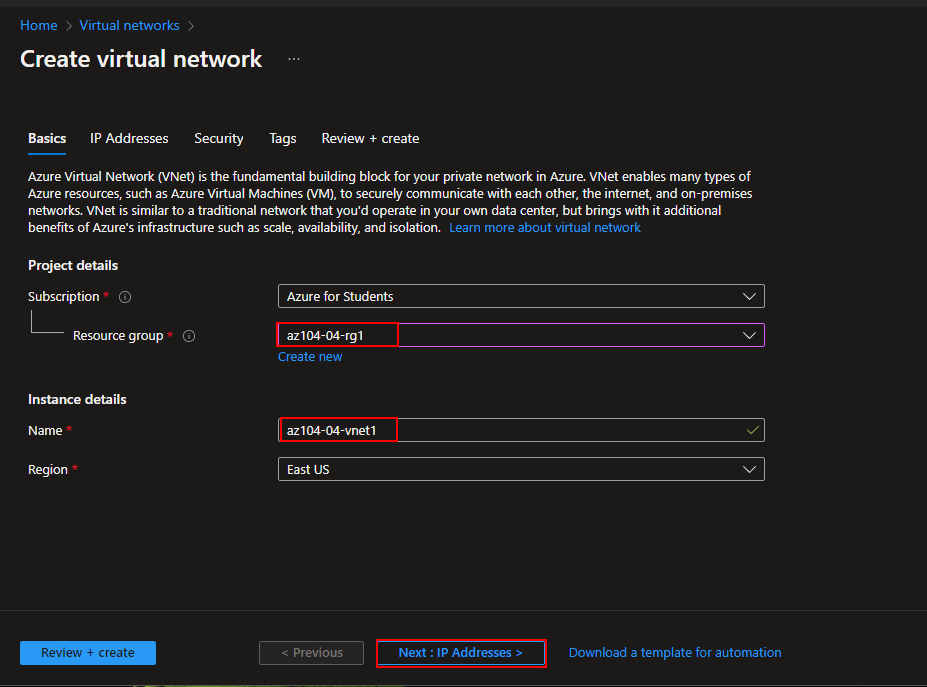 Home > Virtual networks >
Create virtual network ...
Basics IP Addresses Security Tags Review + create
Azure Virtual Network (VNet) is the fundamental building block for your private network in Azure. VNet enables many types of
Azure resources, such as Azure Virtual Machines (VM), to securely communicate with each other, the internet, and on-premises
networks. VNet is similar to a traditional network that you'd operate in your own data center, but brings with it additional
benefits of Azure's infrastructure such as scale, availability, and isolation. Learn more about virtual network
Project details
Subscription * Azure for Students
Resource group * az104-04-rg1
Create new
Instance details
Name * az104-04-vnet1
Region * East US
Review + create < Previous Next : IP Addresses > Download a template for automation